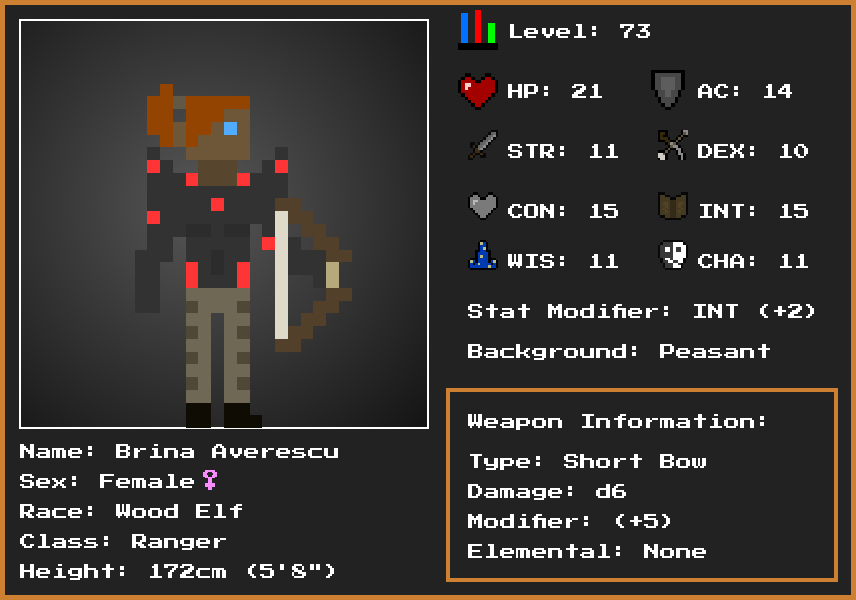 Level: 73
HP: 21 AC: 14
STR: 11 DEX: 10
CON: 15 INT: 15
WIS: 11 CHA: 11
Stat Modifier: INT (+2)
Background: Peasant
Weapon Information:
Type: Short Bow
Damage: d6
Modifier: (+5)
Elemental: None
Name: Brina Averescu
Sex: Female♀
Race: Wood Elf
Class: Ranger
Height: 172cm (5'8")